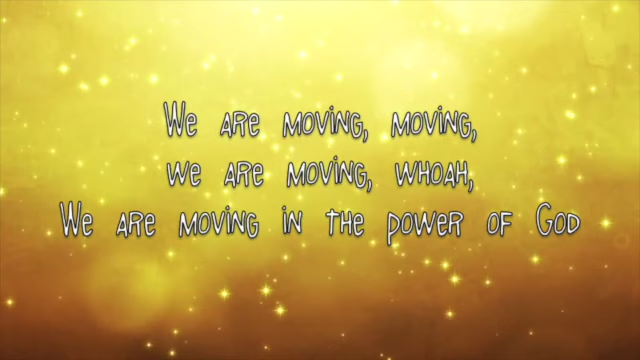 We are moving, moving,
we are moving, whoah,
We are moving in the power of God